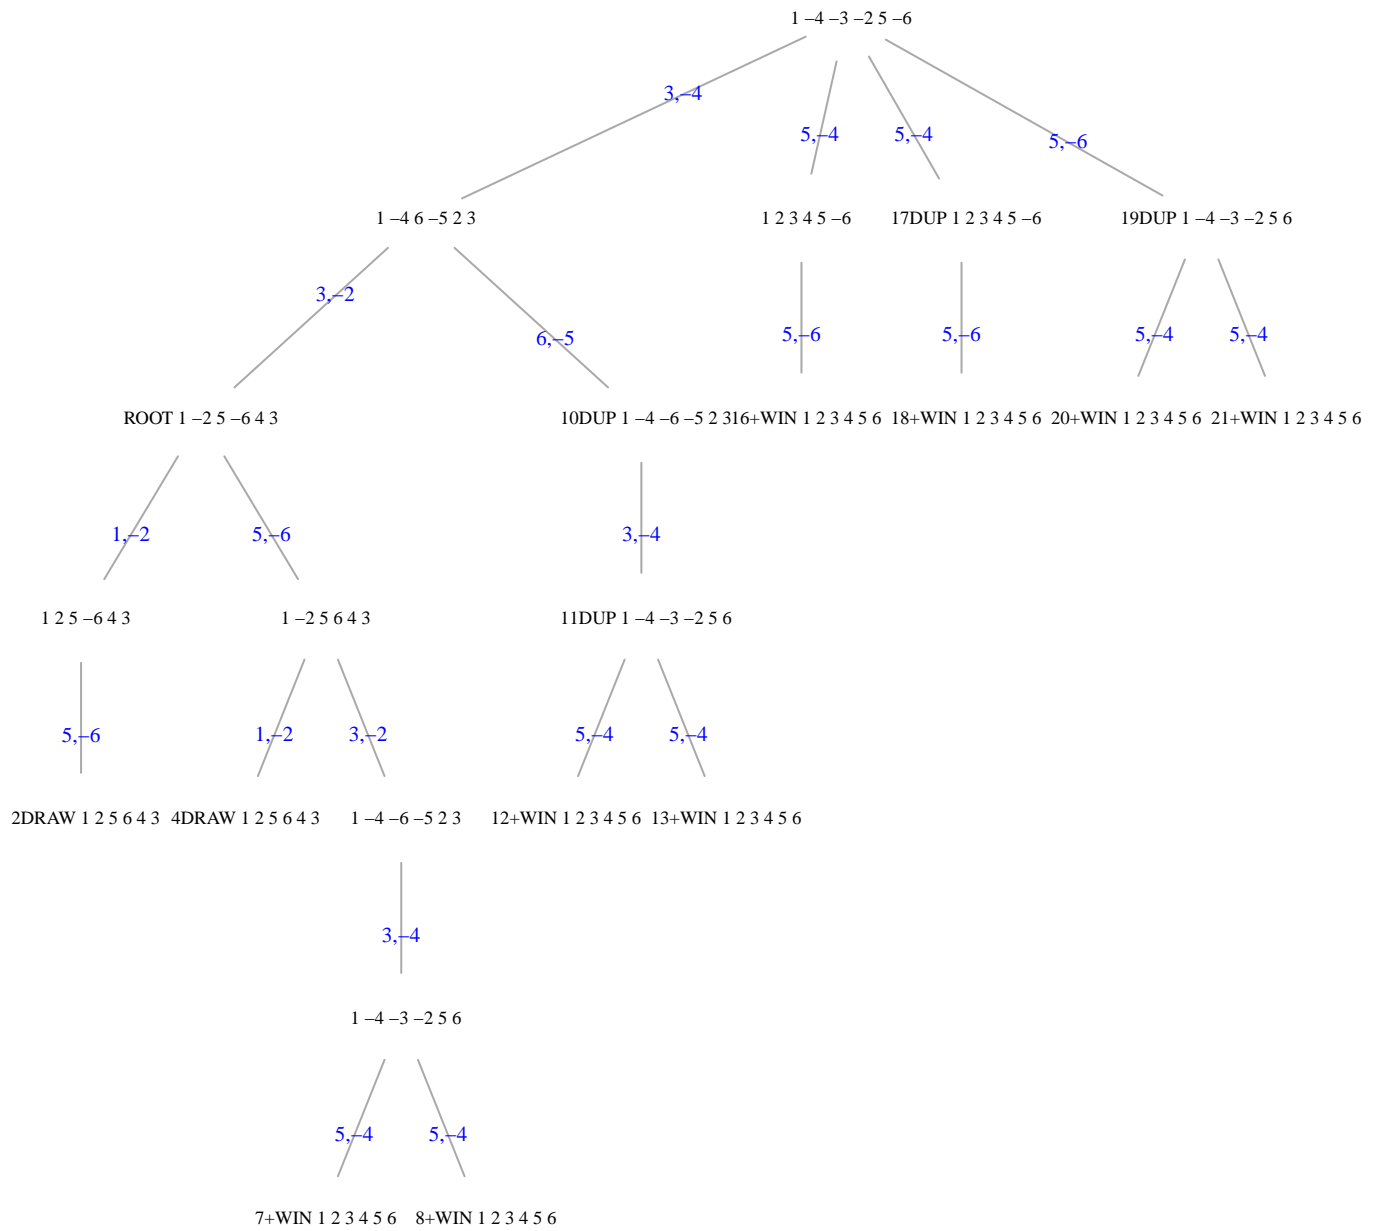 1 –4 –3 –2 5 –6
3,–4
5,–4
5,–4
5,–6
1 –4 6 –5 2 3
1 2 3 4 5 –6
17DUP 1 2 3 4 5 –6
19DUP 1 –4 –3 –2 5 6
3,–2
6,–5
5,–6
5,–6
5,–4
5,–4
ROOT 1 –2 5 –6 4 3
10DUP 1 –4 –6 –5 2 3
16+WIN 1 2 3 4 5 6
18+WIN 1 2 3 4 5 6
20+WIN 1 2 3 4 5 6
21+WIN 1 2 3 4 5 6
1,–2
5,–6
3,–4
1 2 5 –6 4 3
1 –2 5 6 4 3
11DUP 1 –4 –3 –2 5 6
5,–6
1,–2
3,–2
5,–4
5,–4
2DRAW 1 2 5 6 4 3
4DRAW 1 2 5 6 4 3
1 –4 –6 –5 2 3
12+WIN 1 2 3 4 5 6
13+WIN 1 2 3 4 5 6
3,–4
1 –4 –3 –2 5 6
5,–4
5,–4
7+WIN 1 2 3 4 5 6
8+WIN 1 2 3 4 5 6